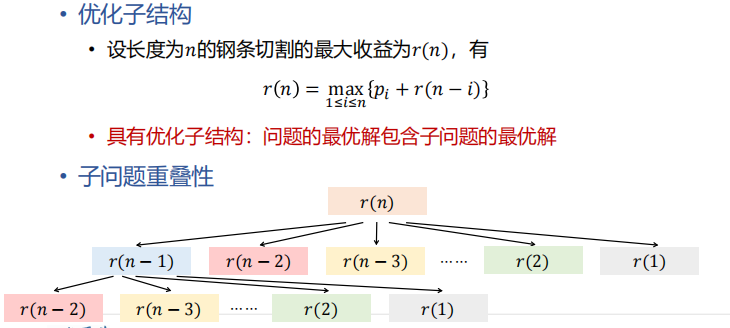 • 优化子结构
• 设长度为n的钢条切割的最大收益为r(n)，有
r(n) = max{p_i + r(n − i)}
1≤i≤n
• 具有优化子结构：问题的最优解包含子问题的最优解
• 子问题重叠性
r(n)
r(n − 1) r(n − 2) r(n − 3) …… r(2) r(1)
r(n − 2) r(n − 3) …… r(2) r(1)